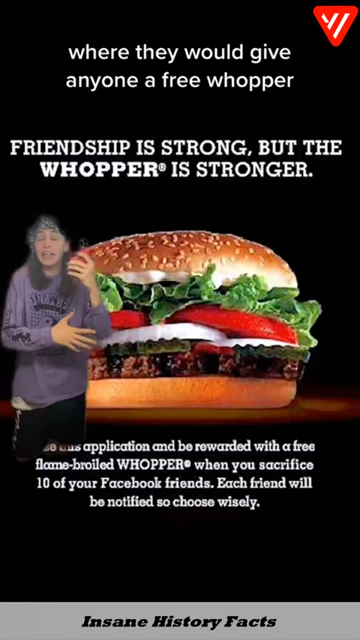 where they would give
anyone a free whopper
FRIENDSHIP IS STRONG, BUT THE
WHOPPER® IS STRONGER.
application and be rewarded with a free
flame-broiled WHOPPER® when you sacrifice
10 of your Facebook friends. Each friend will
be notified so choose wisely.
Insane History Facts